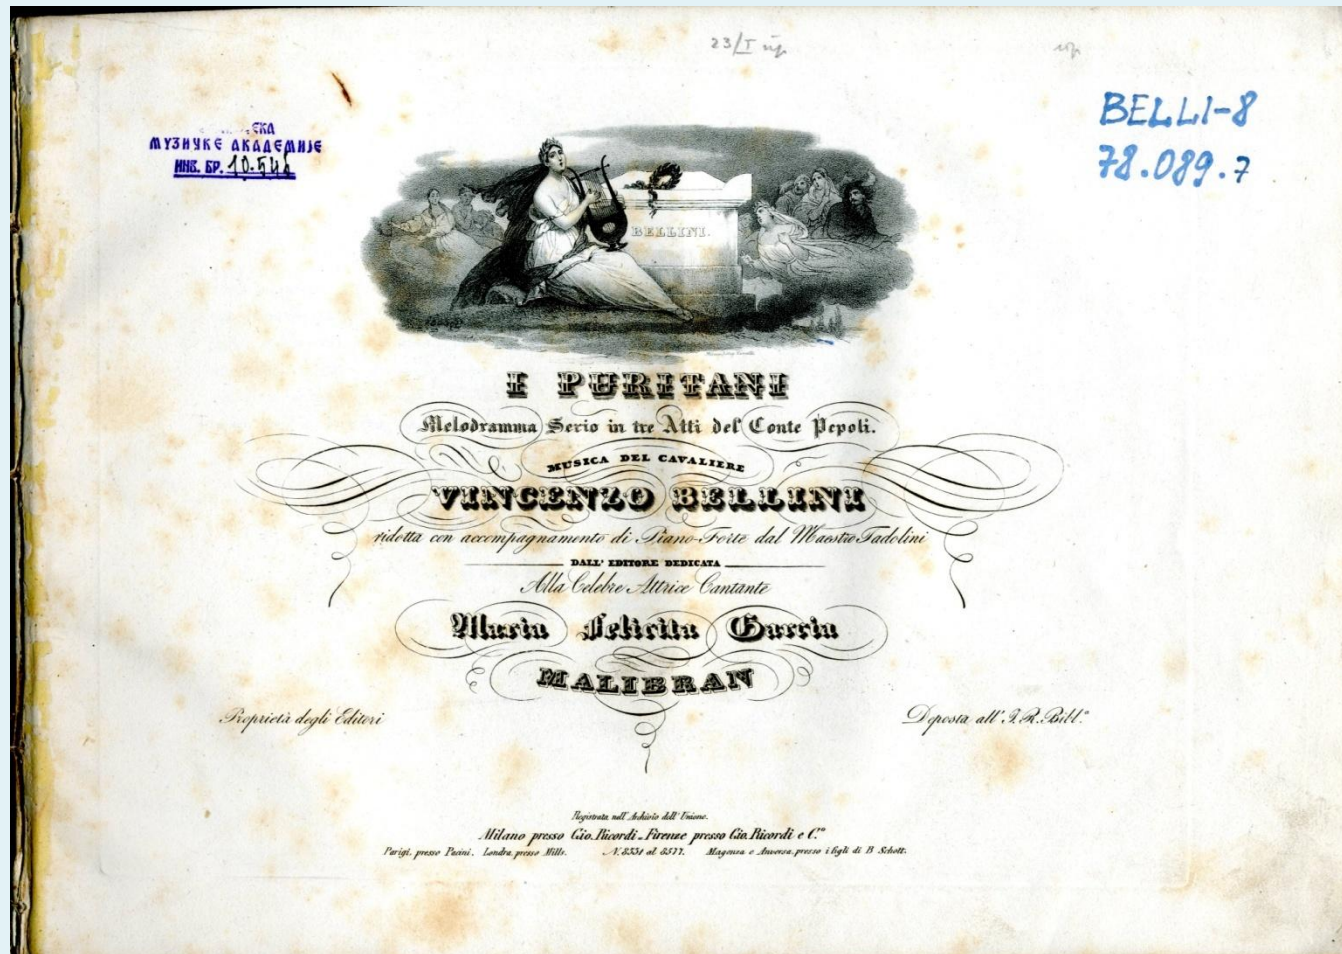 23/I
BELLI-8
78.089.7
МУЗИЧКЕ АКАДЕМИЈЕ
ИНВ. БР. 10.546
BELLINI.
I PURITANI
Melodramma Serio in tre Atti del Conte Pepoli.
MUSICA DEL CAVALIERE
VINCENZO BELLINI
ridotta con accompagnamento di Piano-Forte dal Maestro Tadolini
DALL' EDITORE DEDICATA
Alla Celebre Attrice Cantante
Maria Felicita Garcia
MALIBRAN
Proprietà degli Editori
Deposta all' I. R. Bibl.ª
Registrata nell' Archivio dell' Unione.
Milano presso Gio. Ricordi - Firenze presso Gio. Ricordi e C.º
Parigi, presso Pacini. Londra, presso Mills. N. 8331 al Magonza e Anversa, presso i figli di B. Schott.